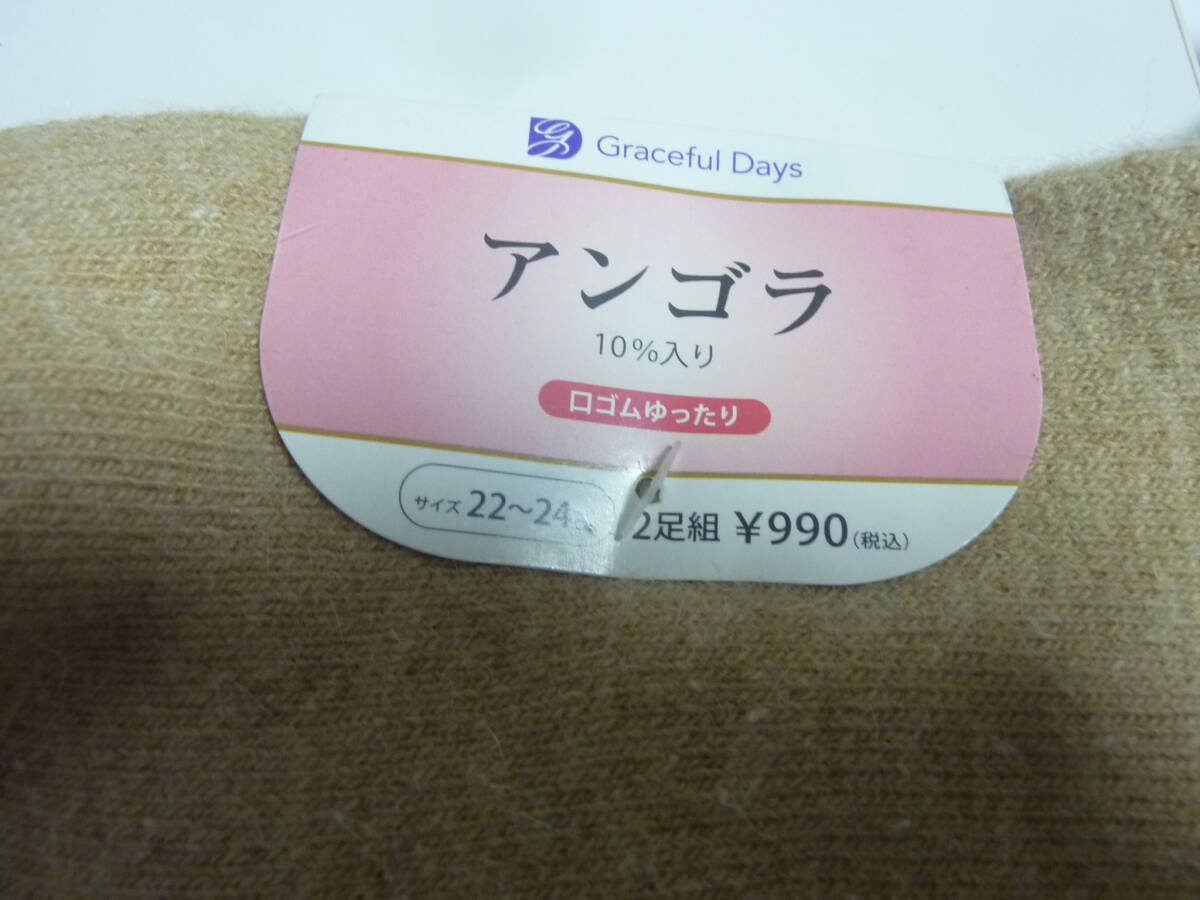 Graceful Days
アンゴラ
10%入り
口ゴムゆったり
サイズ 22~24 2足組 ¥990(税込)